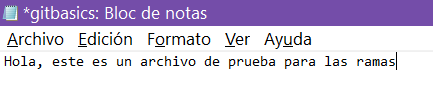 *gitbasics: Bloc de notas
Archivo Edición Formato Ver Ayuda
Hola, este es un archivo de prueba para las ramas